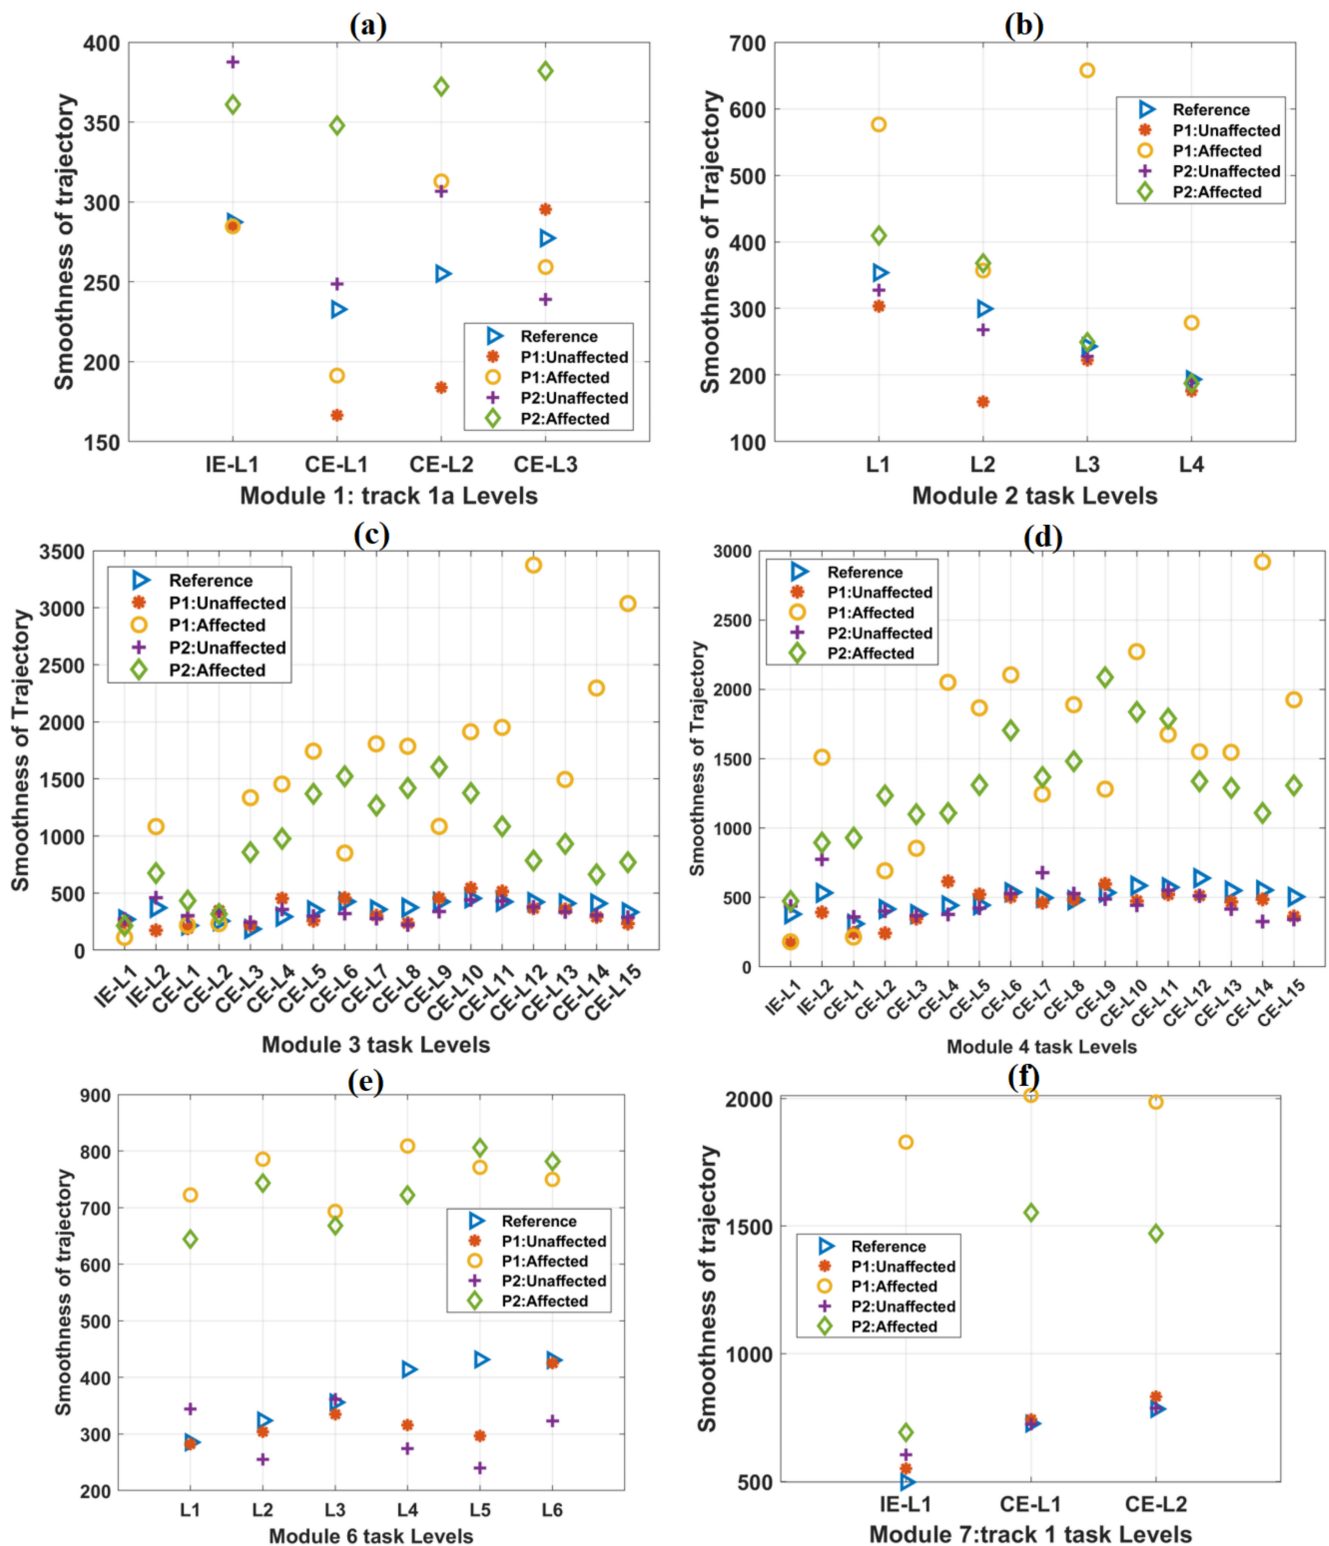 (a)
400
350
300
250
200
150
Smoothness of trajectory
Reference
P1:Unaffected
P1:Affected
P2:Unaffected
P2:Affected
IE-L1 CE-L1 CE-L2 CE-L3
Module 1: track 1a Levels
(b)
700
600
500
400
300
200
100
Smoothness of Trajectory
Reference
P1:Unaffected
P1:Affected
P2:Unaffected
P2:Affected
L1 L2 L3 L4
Module 2 task Levels
(c)
3500
3000
2500
2000
1500
1000
500
0
Smoothness of Trajectory
Reference
P1:Unaffected
P1:Affected
P2:Unaffected
P2:Affected
IE-L1 IE-L2 CE-L1 CE-L2 CE-L3 CE-L4 CE-L5 CE-L6 CE-L7 CE-L8 CE-L9 CE-L10 CE-L11 CE-L12 CE-L13 CE-L14 CE-L15
Module 3 task Levels
(d)
3000
2500
2000
1500
1000
500
0
Smoothness of Trajectory
Reference
P1:Unaffected
P1:Affected
P2:Unaffected
P2:Affected
IE-L1 IE-L2 CE-L1 CE-L2 CE-L3 CE-L4 CE-L5 CE-L6 CE-L7 CE-L8 CE-L9 CE-L10 CE-L11 CE-L12 CE-L13 CE-L14 CE-L15
Module 4 task Levels
(e)
900
800
700
600
500
400
300
200
Smoothness of trajectory
Reference
P1:Unaffected
P1:Affected
P2:Unaffected
P2:Affected
L1 L2 L3 L4 L5 L6
Module 6 task Levels
(f)
2000
1500
1000
500
Smoothness of trajectory
Reference
P1:Unaffected
P1:Affected
P2:Unaffected
P2:Affected
IE-L1 CE-L1 CE-L2
Module 7:track 1 task Levels